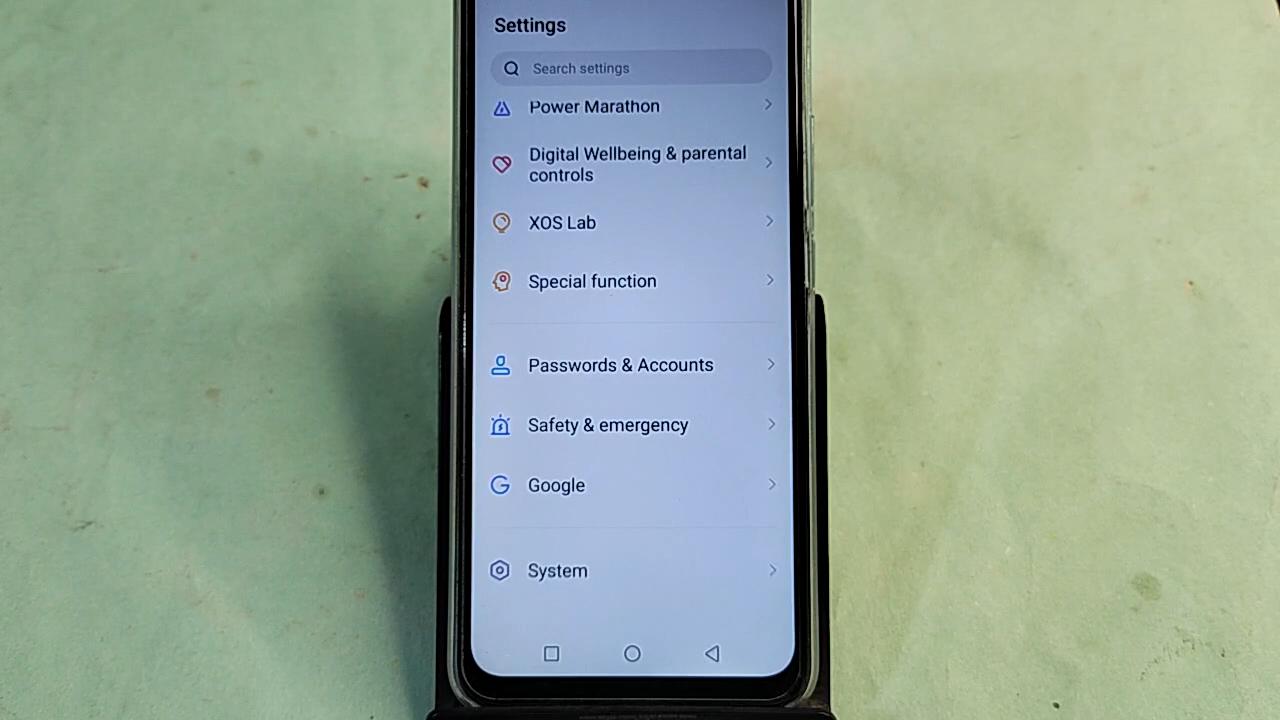 Settings
Search settings
Power Marathon
Digital Wellbeing & parental
controls
XOS Lab
Special function
Passwords & Accounts
Safety & emergency
Google
System